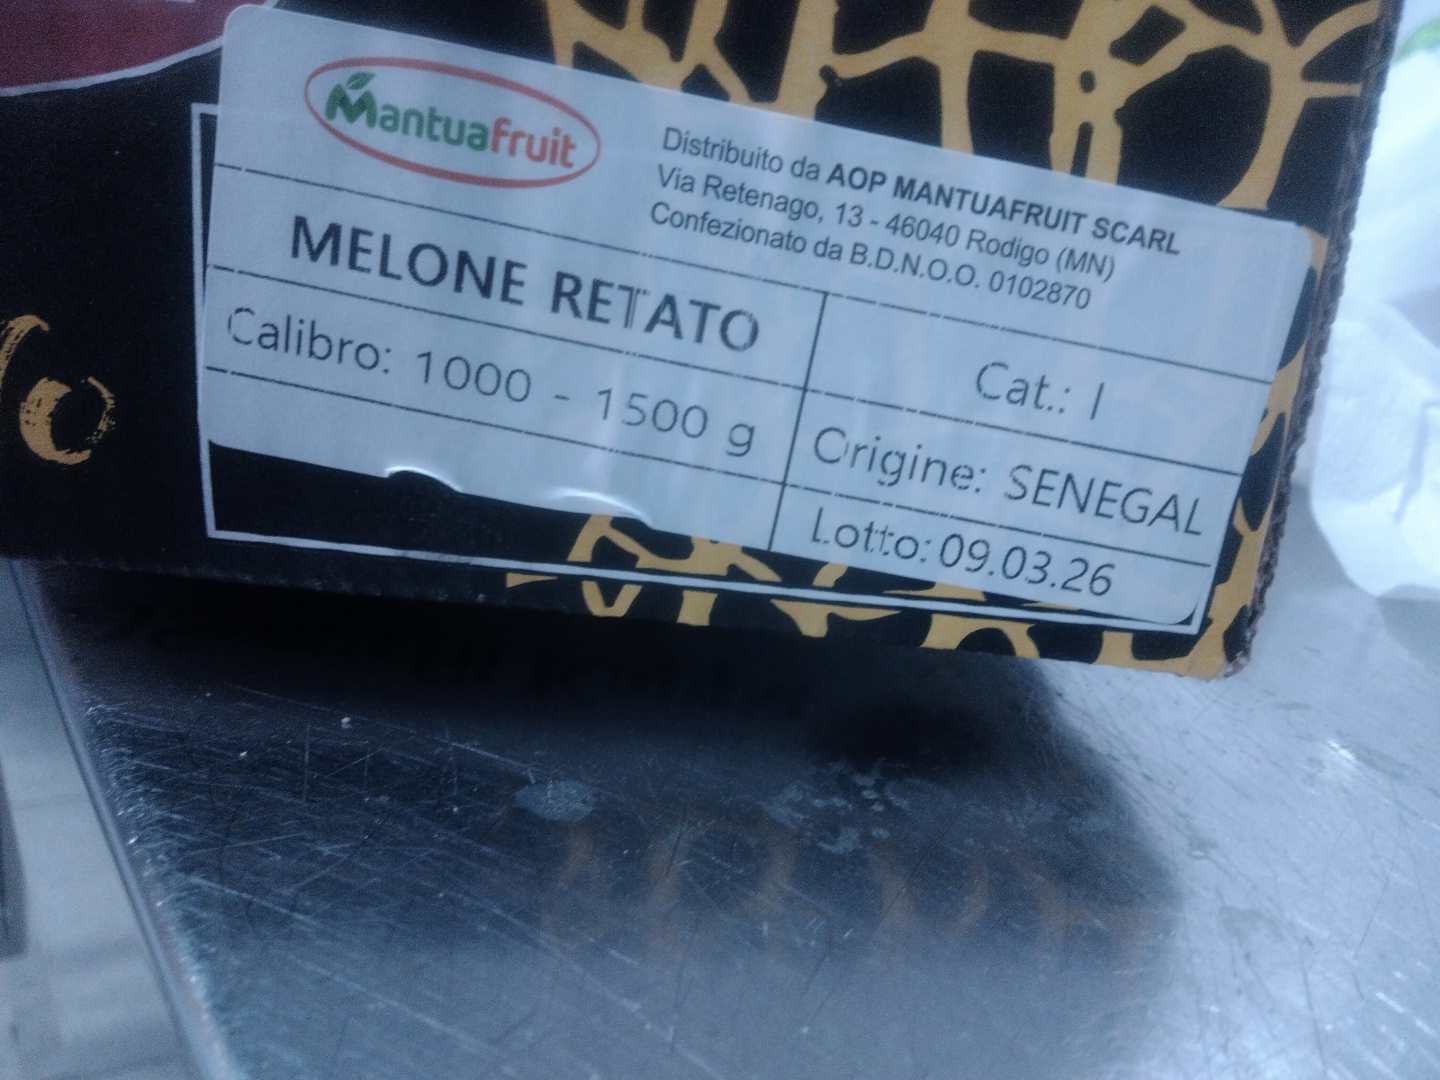 Mantuafruit
Distribuito da AOP MANTUAFRUIT SCARL
Via Retenago, 13 - 46040 Rodigo (MN)
Confezionato da B.D.N.O.O. 0102870
MELONE RETATO
Cat.: I
Calibro: 1000 - 1500 g
Origine: SENEGAL
Lotto: 09.03.26